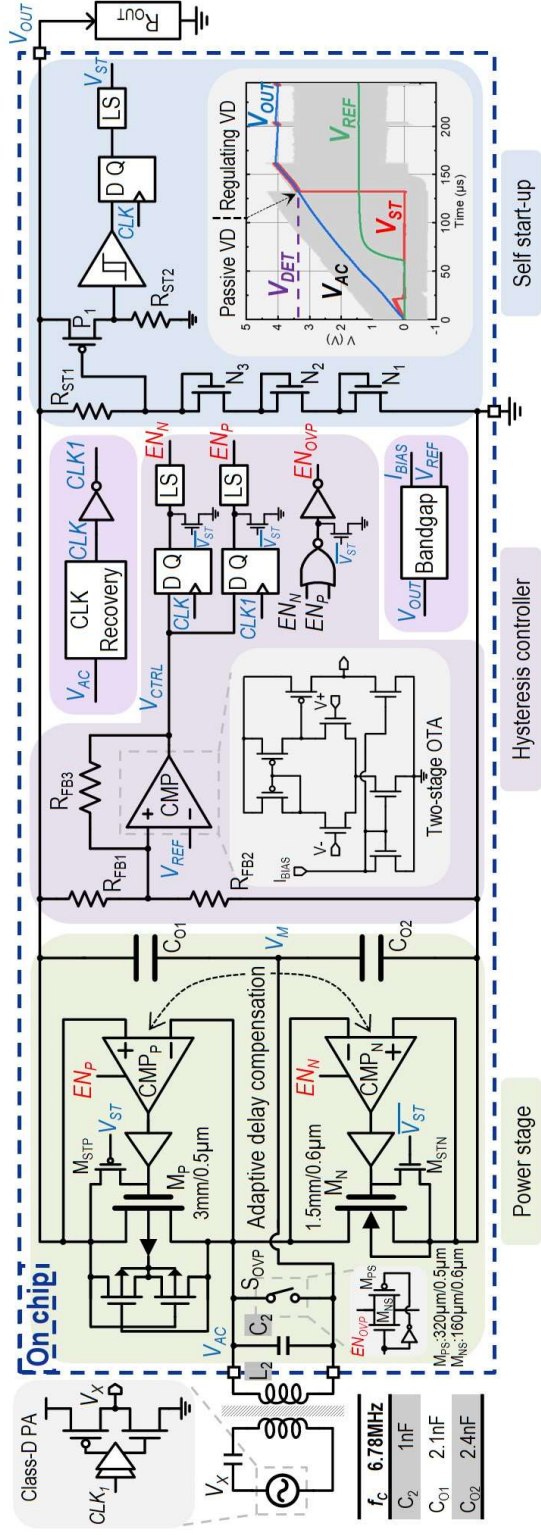 On chip
Class-D PA
CLK1
VX
VX
fC 6.78MHz
C2 1nF
CO1 2.1nF
CO2 2.4nF
L2
VAC
C2
SOVP
ENOVP
MPS
MNS
MPS:320µm/0.5µm
MNS:160µm/0.6µm
MSTP
VST
ENP
CMPP
+
-
MP
3mm/0.5µm
Adaptive delay compensation
1.5mm/0.6µm
MN
ENN
CMPN
-
+
VST
MSTN
CO1
VM
CO2
Power stage
RFB1
RFB2
RFB3
VREF
CMP
+
-
VCTRL
IBIAS
V-
V+
Two-stage OTA
VAC
CLK
Recovery
CLK
CLK1
D Q
CLK
LS
ENN
VST
D Q
CLK1
LS
ENP
VST
ENN
ENP
ENOVP
VST
VOUT
Bandgap
IBIAS
VREF
Hysteresis controller
RST1
P1
RST2
N3
N2
N1
D Q
CLK
LS
VST
Passive VD
Regulating VD
VDET
VOUT
VAC
VREF
VST
V (V)
5
4
3
2
1
0
-1
0
50
100
150
200
Time (µs)
Self start-up
VOUT
ROUT